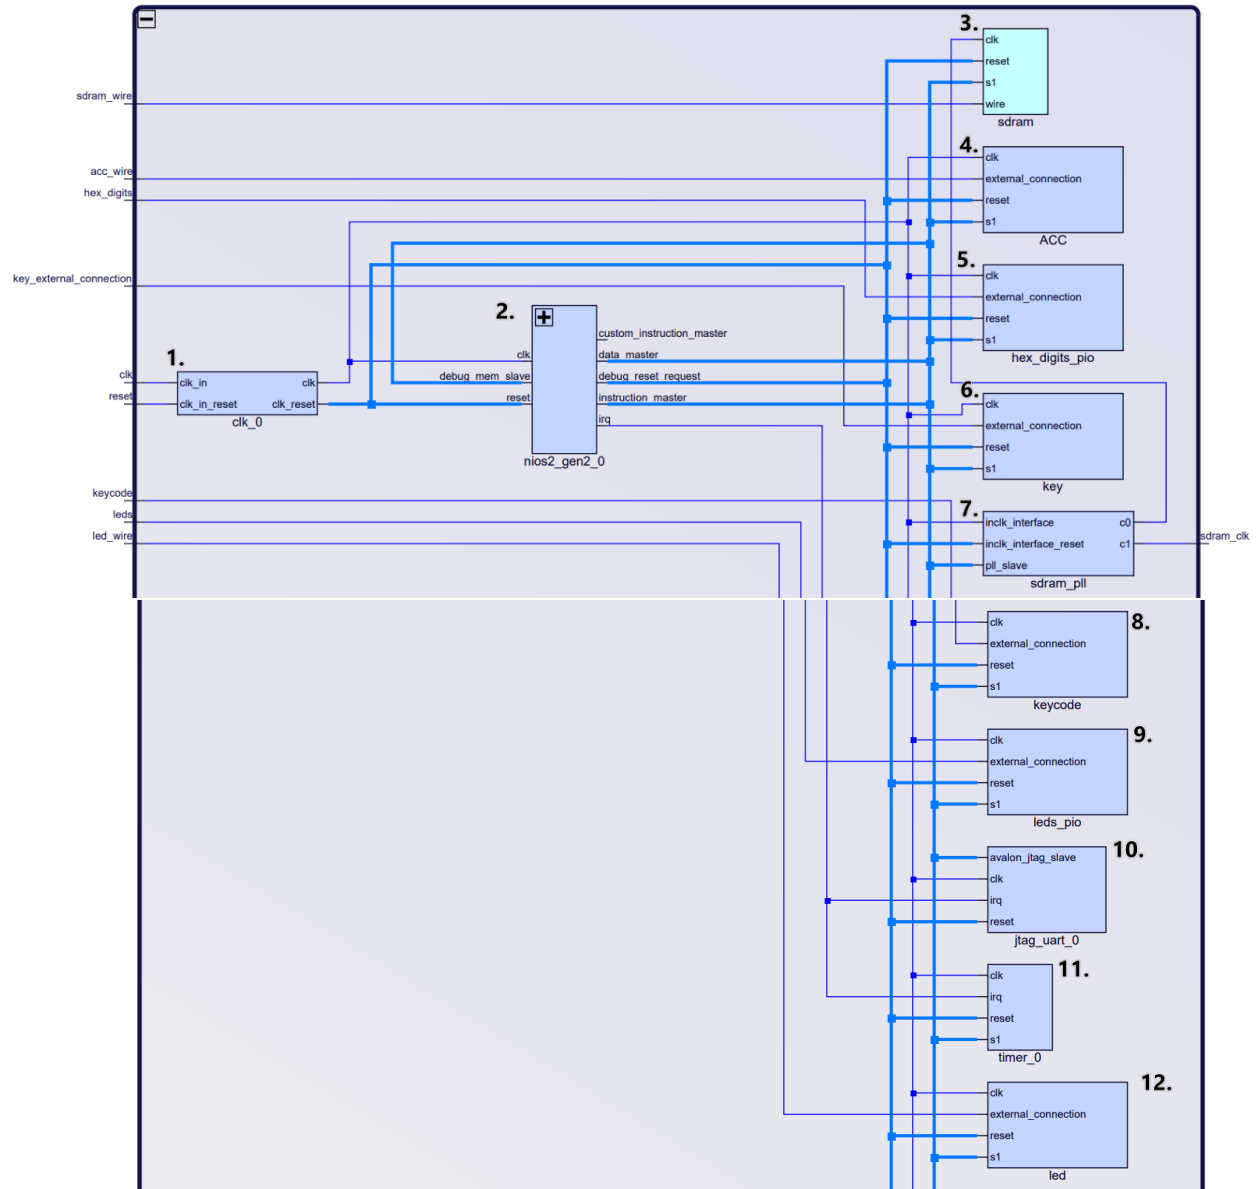 3.
clk
reset
s1
wire
sdram
sdram_wire
4.
clk
external_connection
reset
s1
ACC
acc_wire
hex_digits
5.
clk
external_connection
reset
s1
hex_digits_pio
key_external_connection
2.
custom_instruction_master
clk
data_master
debug_mem_slave
debug_reset_request
reset
instruction_master
irq
nios2_gen2_0
1.
clk
reset
clk_in
clk
clk_in_reset
clk_reset
clk_0
6.
clk
external_connection
reset
s1
key
keycode
leds
led_wire
7.
inclk_interface
c0
inclk_interface_reset
c1
pll_slave
sdram_pll
sdram_clk
8.
clk
external_connection
reset
s1
keycode
9.
clk
external_connection
reset
s1
leds_pio
10.
avalon_jtag_slave
clk
irq
reset
jtag_uart_0
11.
clk
irq
reset
s1
timer_0
12.
clk
external_connection
reset
s1
led